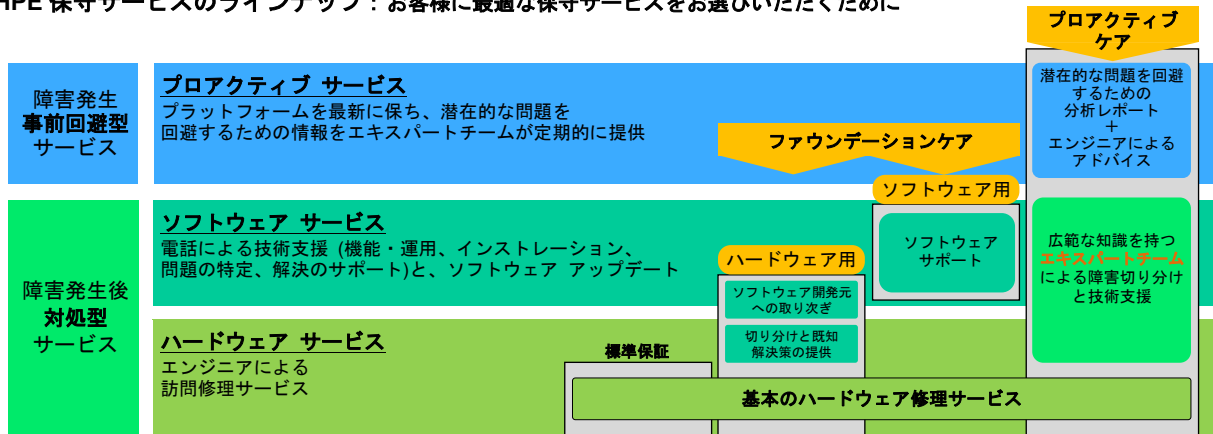 HPE 保守サービスのラインナップ：お客様に最適な保守サービスをお選びいただくために
プロアクティブ
ケア
障害発生
事前回避型
サービス
プロアクティブ サービス
プラットフォームを最新に保ち、潜在的な問題を
回避するための情報をエキスパートチームが定期的に提供
潜在的な問題を回避
するための
分析レポート
＋
エンジニアによる
アドバイス
ファウンデーションケア
ソフトウェア用
ソフトウェア
サポート
障害発生後
対処型
サービス
ソフトウェア サービス
電話による技術支援 (機能・運用、インストレーション、
問題の特定、解決のサポート)と、ソフトウェア アップデート
ハードウェア用
ソフトウェア開発元
への取り次ぎ
切り分けと既知
解決策の提供
広範な知識を持つ
エキスパートチーム
による障害切り分け
と技術支援
ハードウェア サービス
エンジニアによる
訪問修理サービス
標準保証
基本のハードウェア修理サービス